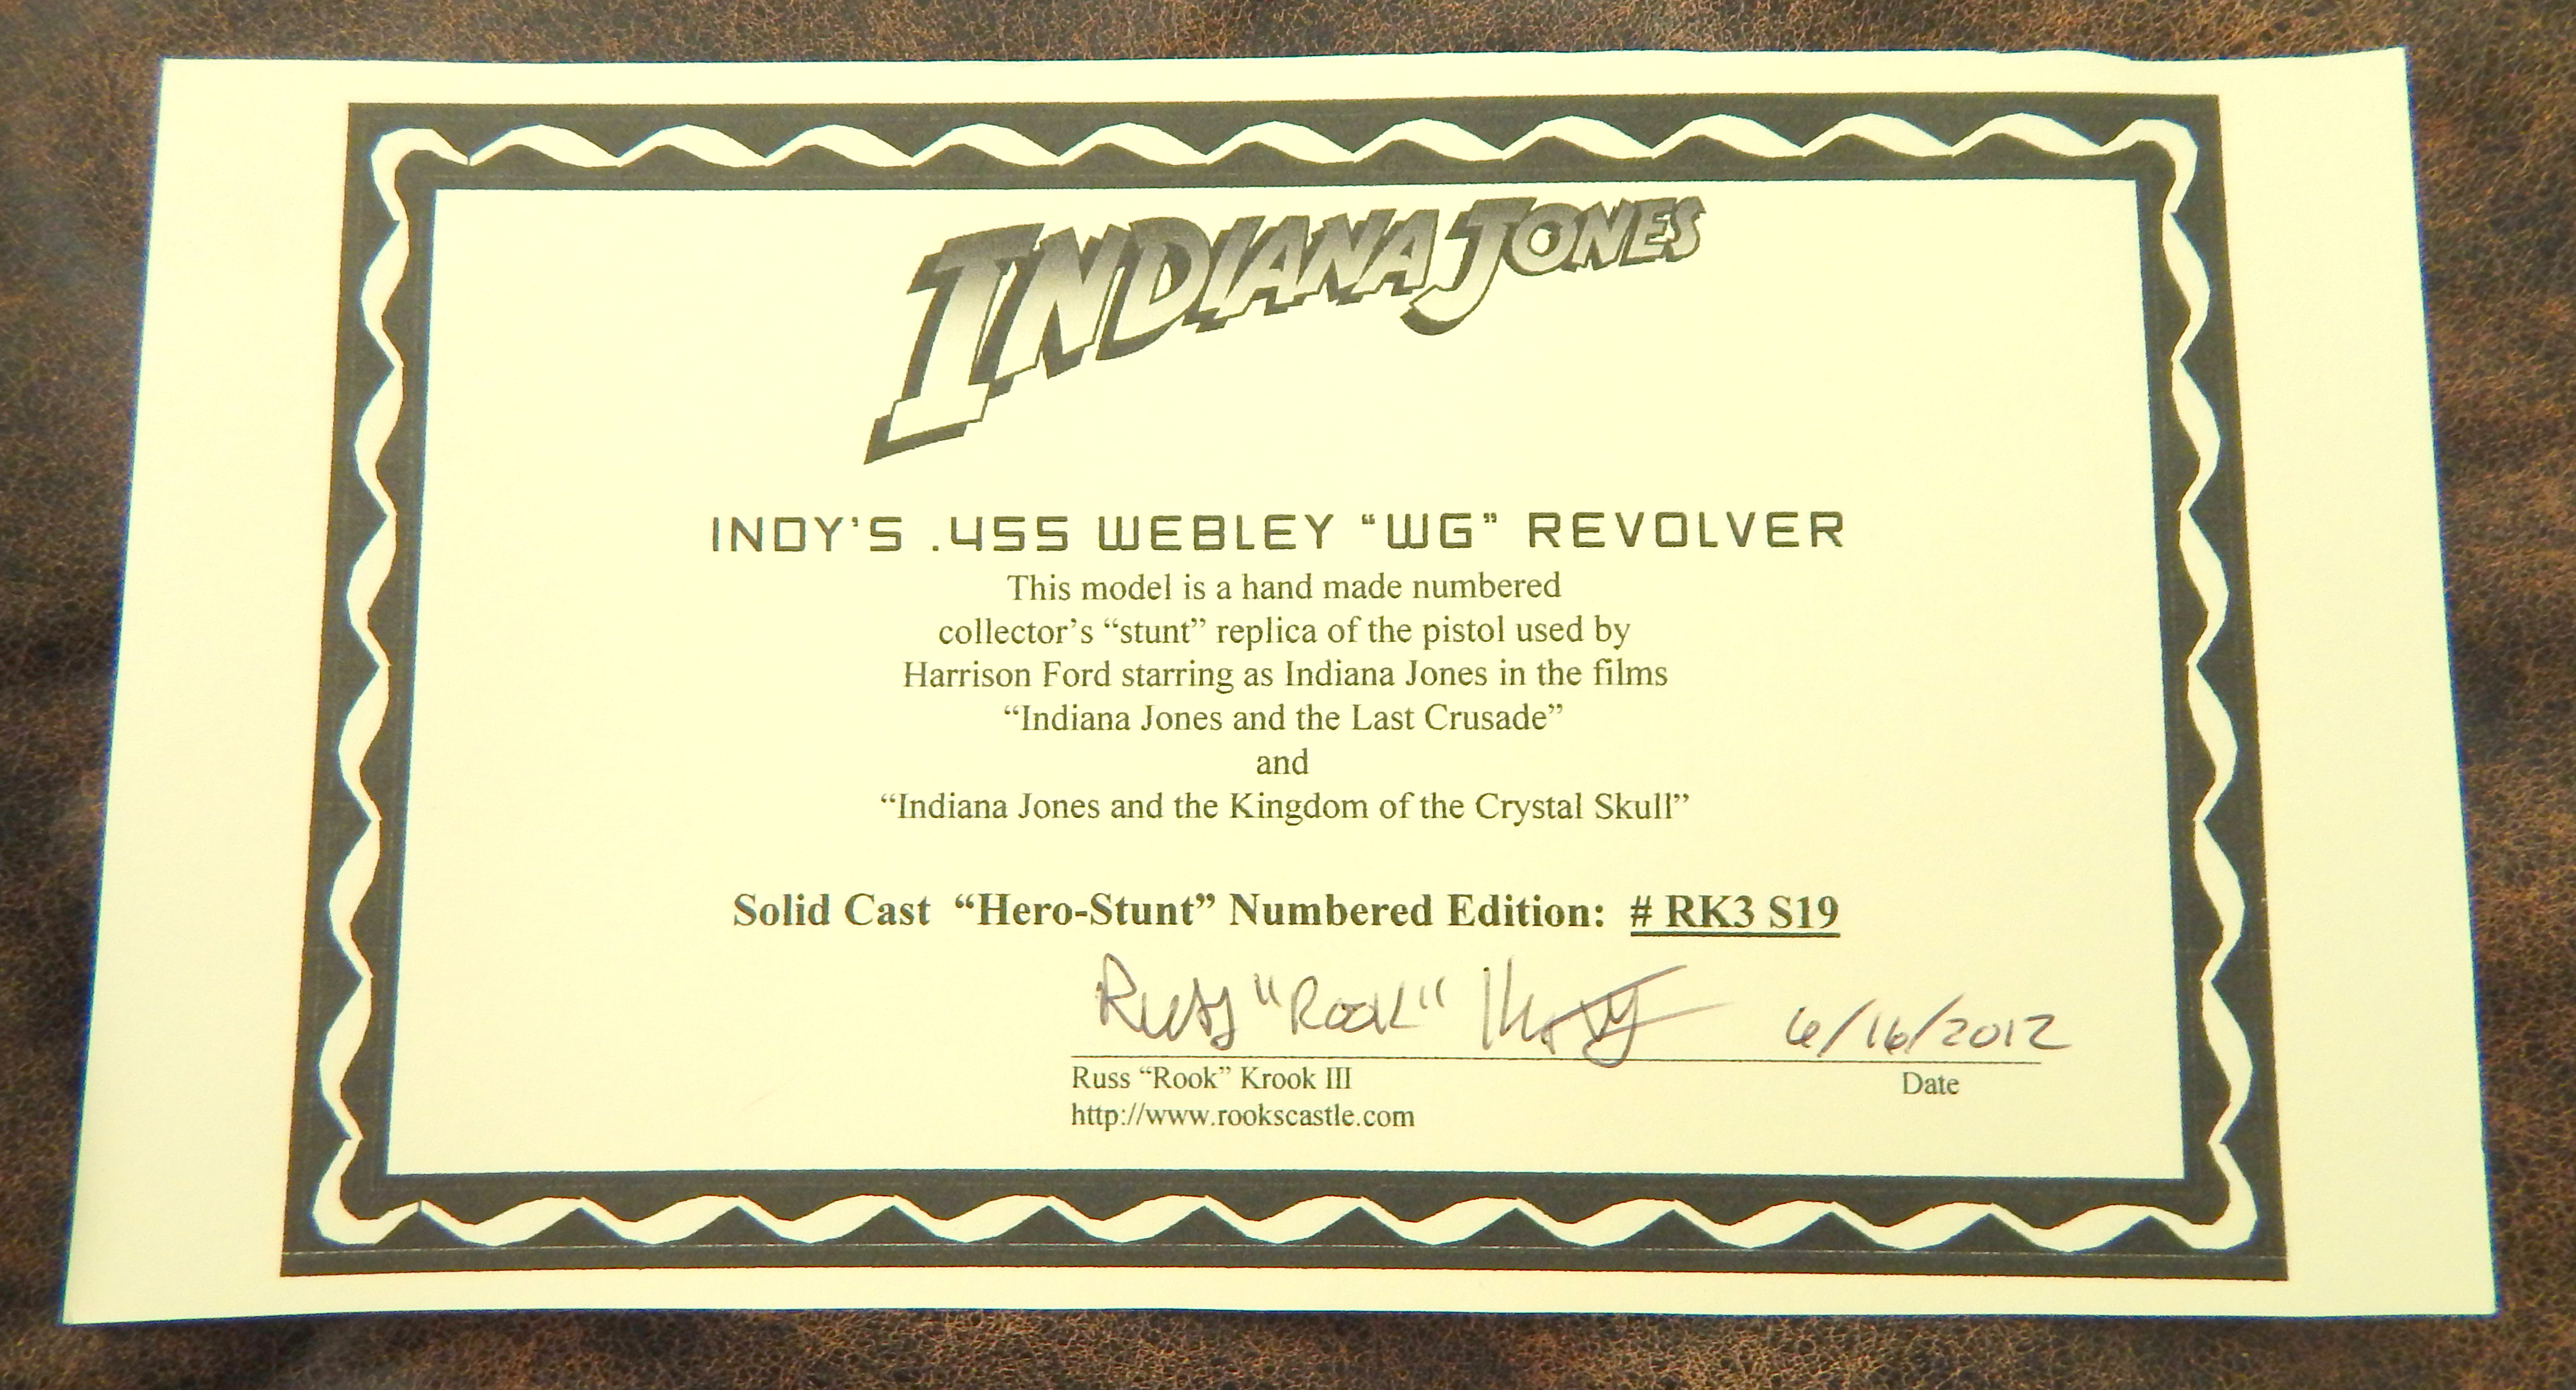 INDIANA JONES
INDY'S .455 WEBLEY "WG" REVOLVER
This model is a hand made numbered
collector's "stunt" replica of the pistol used by
Harrison Ford starring as Indiana Jones in the films
"Indiana Jones and the Last Crusade"
and
"Indiana Jones and the Kingdom of the Crystal Skull"
Solid Cast "Hero-Stunt" Numbered Edition: # RK3 S19
Russ "Rook" 6/16/2012
Russ "Rook" Krook III Date
http://www.rookscastle.com